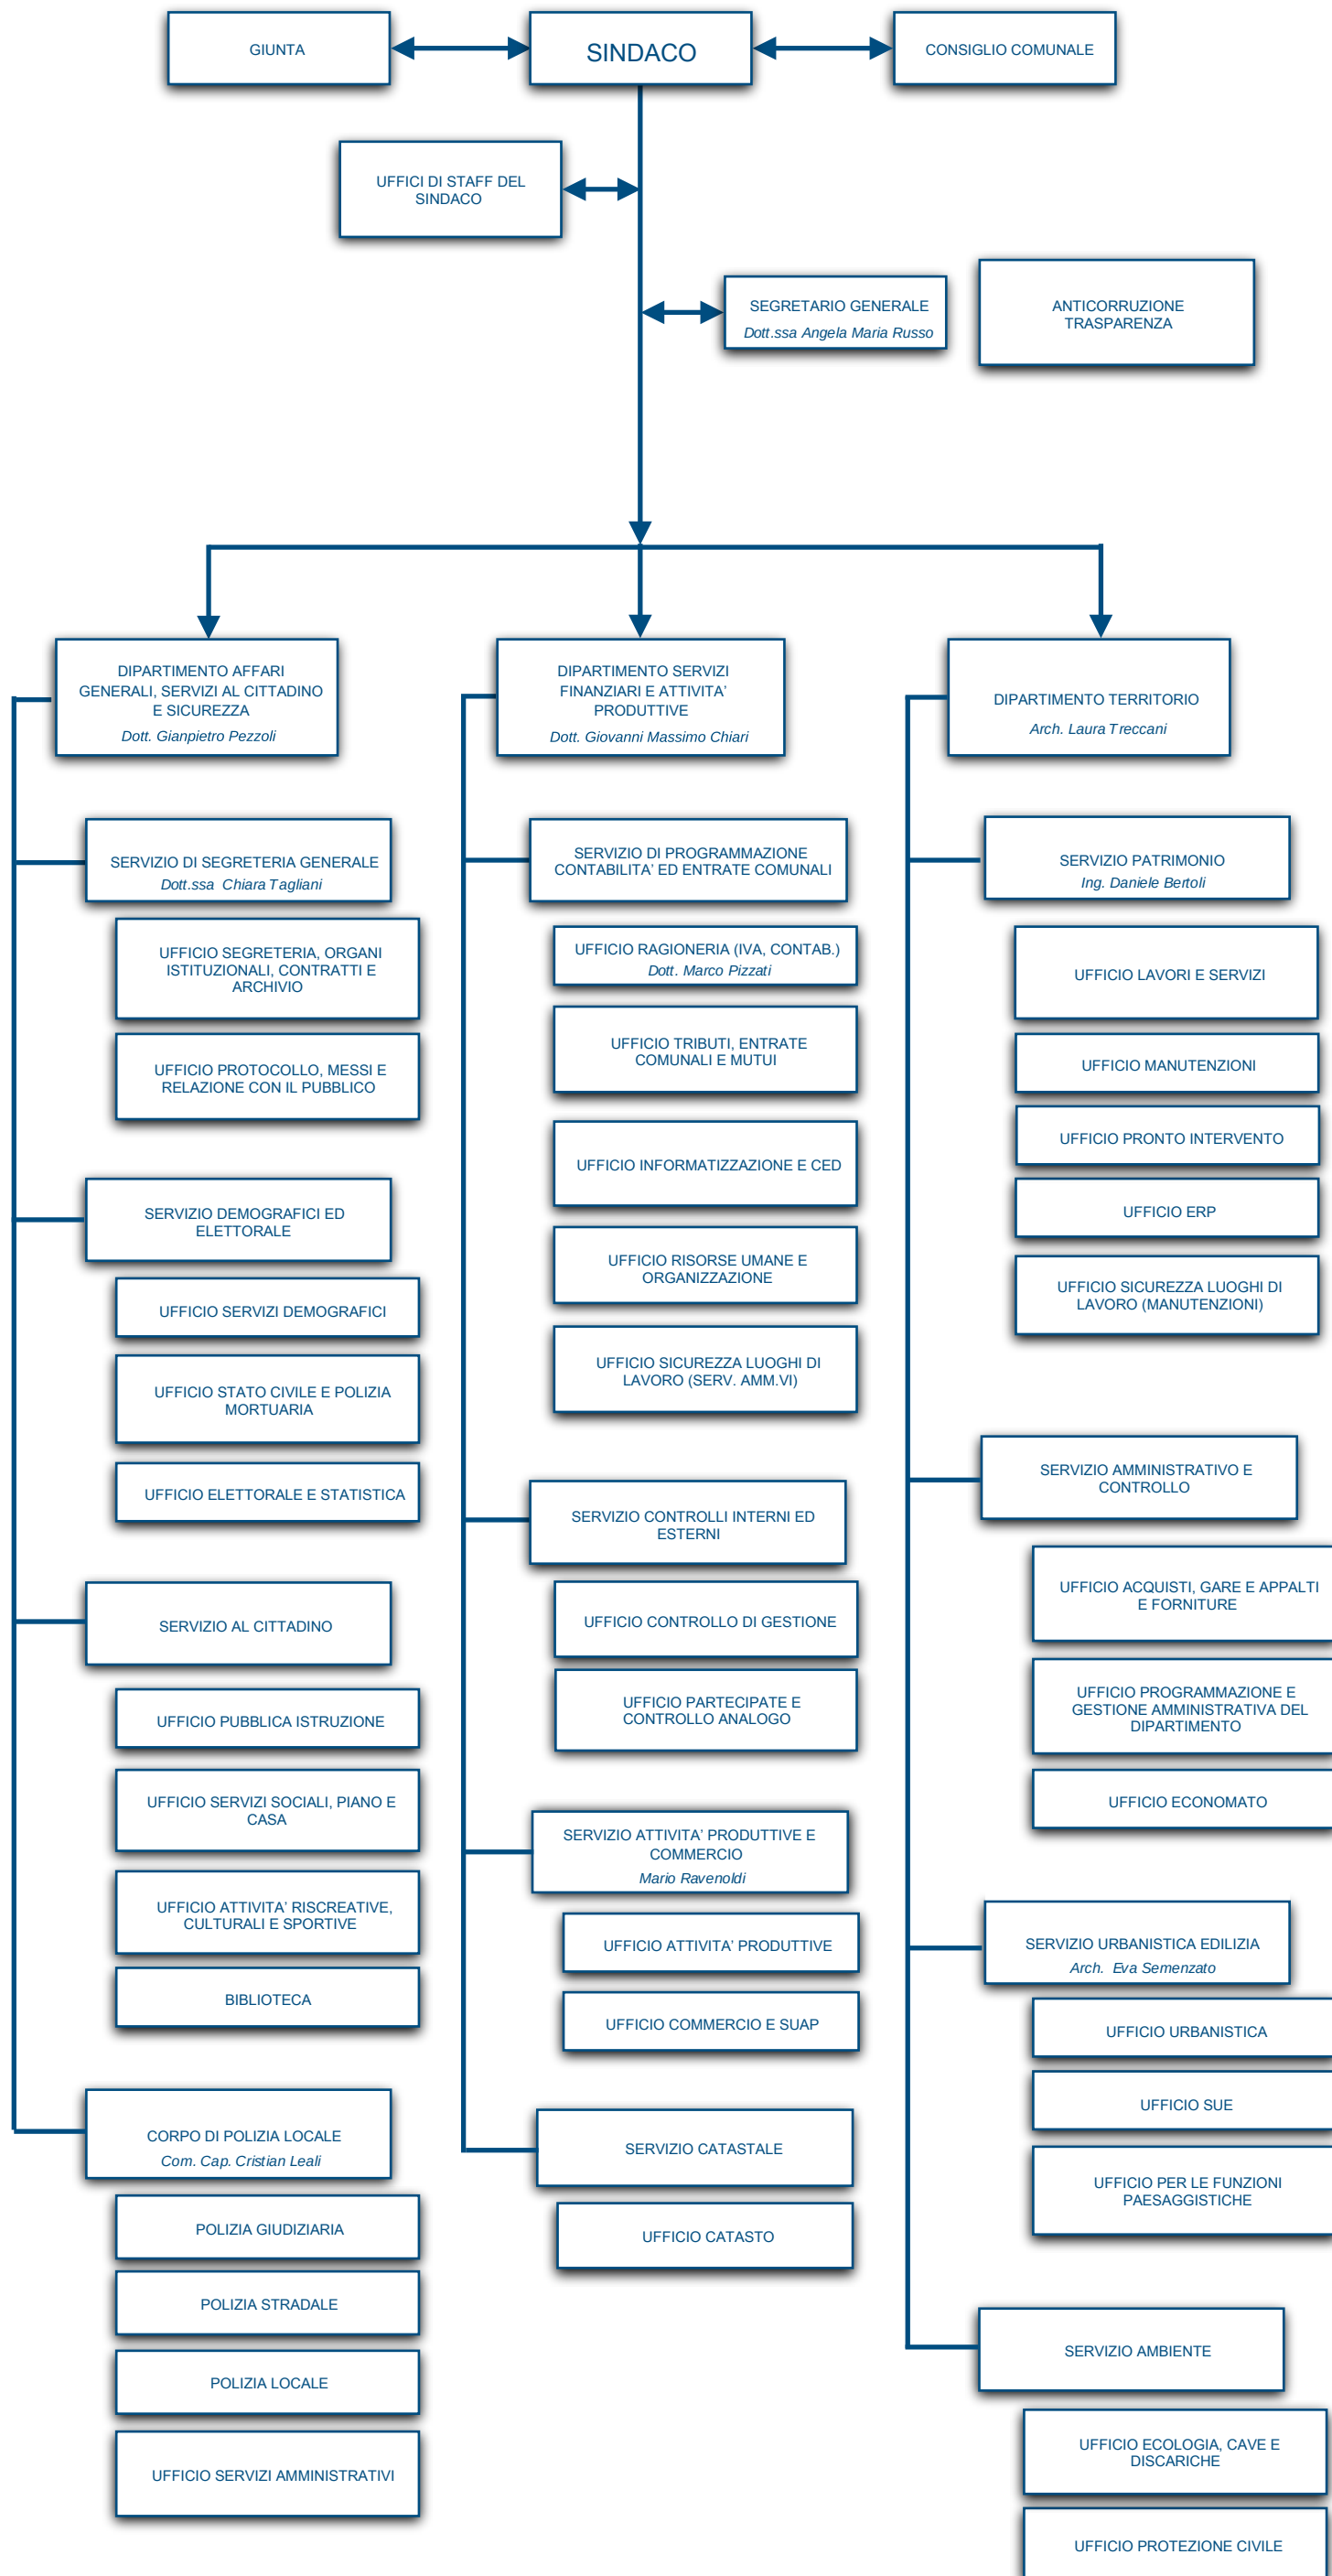 GIUNTA
SINDACO
CONSIGLIO COMUNALE
UFFICI DI STAFF DEL
SINDACO
SEGRETARIO GENERALE
Dott.ssa Angela Maria Russo
ANTICORRUZIONE
TRASPARENZA
DIPARTIMENTO AFFARI
GENERALI, SERVIZI AL CITTADINO
E SICUREZZA
Dott. Gianpietro Pezzoli
SERVIZIO DI SEGRETERIA GENERALE
Dott.ssa Chiara Tagliani
UFFICIO SEGRETERIA, ORGANI
ISTITUZIONALI, CONTRATTI E
ARCHIVIO
UFFICIO PROTOCOLLO, MESSI E
RELAZIONE CON IL PUBBLICO
SERVIZIO DEMOGRAFICI ED
ELETTORALE
UFFICIO SERVIZI DEMOGRAFICI
UFFICIO STATO CIVILE E POLIZIA
MORTUARIA
UFFICIO ELETTORALE E STATISTICA
SERVIZIO AL CITTADINO
UFFICIO PUBBLICA ISTRUZIONE
UFFICIO SERVIZI SOCIALI, PIANO E
CASA
UFFICIO ATTIVITA' RISCREATIVE,
CULTURALI E SPORTIVE
BIBLIOTECA
CORPO DI POLIZIA LOCALE
Com. Cap. Cristian Leali
POLIZIA GIUDIZIARIA
POLIZIA STRADALE
POLIZIA LOCALE
UFFICIO SERVIZI AMMINISTRATIVI
DIPARTIMENTO SERVIZI
FINANZIARI E ATTIVITA'
PRODUTTIVE
Dott. Giovanni Massimo Chiari
SERVIZIO DI PROGRAMMAZIONE
CONTABILITA' ED ENTRATE COMUNALI
UFFICIO RAGIONERIA (IVA, CONTAB.)
Dott. Marco Pizzati
UFFICIO TRIBUTI, ENTRATE
COMUNALI E MUTUI
UFFICIO INFORMATIZZAZIONE E CED
UFFICIO RISORSE UMANE E
ORGANIZZAZIONE
UFFICIO SICUREZZA LUOGHI DI
LAVORO (SERV. AMM.VI)
SERVIZIO CONTROLLI INTERNI ED
ESTERNI
UFFICIO CONTROLLO DI GESTIONE
UFFICIO PARTECIPATE E
CONTROLLO ANALOGO
SERVIZIO ATTIVITA' PRODUTTIVE E
COMMERCIO
Mario Ravenoldi
UFFICIO ATTIVITA' PRODUTTIVE
UFFICIO COMMERCIO E SUAP
SERVIZIO CATASTALE
UFFICIO CATASTO
DIPARTIMENTO TERRITORIO
Arch. Laura Treccani
SERVIZIO PATRIMONIO
Ing. Daniele Bertoli
UFFICIO LAVORI E SERVIZI
UFFICIO MANUTENZIONI
UFFICIO PRONTO INTERVENTO
UFFICIO ERP
UFFICIO SICUREZZA LUOGHI DI
LAVORO (MANUTENZIONI)
SERVIZIO AMMINISTRATIVO E
CONTROLLO
UFFICIO ACQUISTI, GARE E APPALTI
E FORNITURE
UFFICIO PROGRAMMAZIONE E
GESTIONE AMMINISTRATIVA DEL
DIPARTIMENTO
UFFICIO ECONOMATO
SERVIZIO URBANISTICA EDILIZIA
Arch. Eva Semenzato
UFFICIO URBANISTICA
UFFICIO SUE
UFFICIO PER LE FUNZIONI
PAESAGGISTICHE
SERVIZIO AMBIENTE
UFFICIO ECOLOGIA, CAVE E
DISCARICHE
UFFICIO PROTEZIONE CIVILE